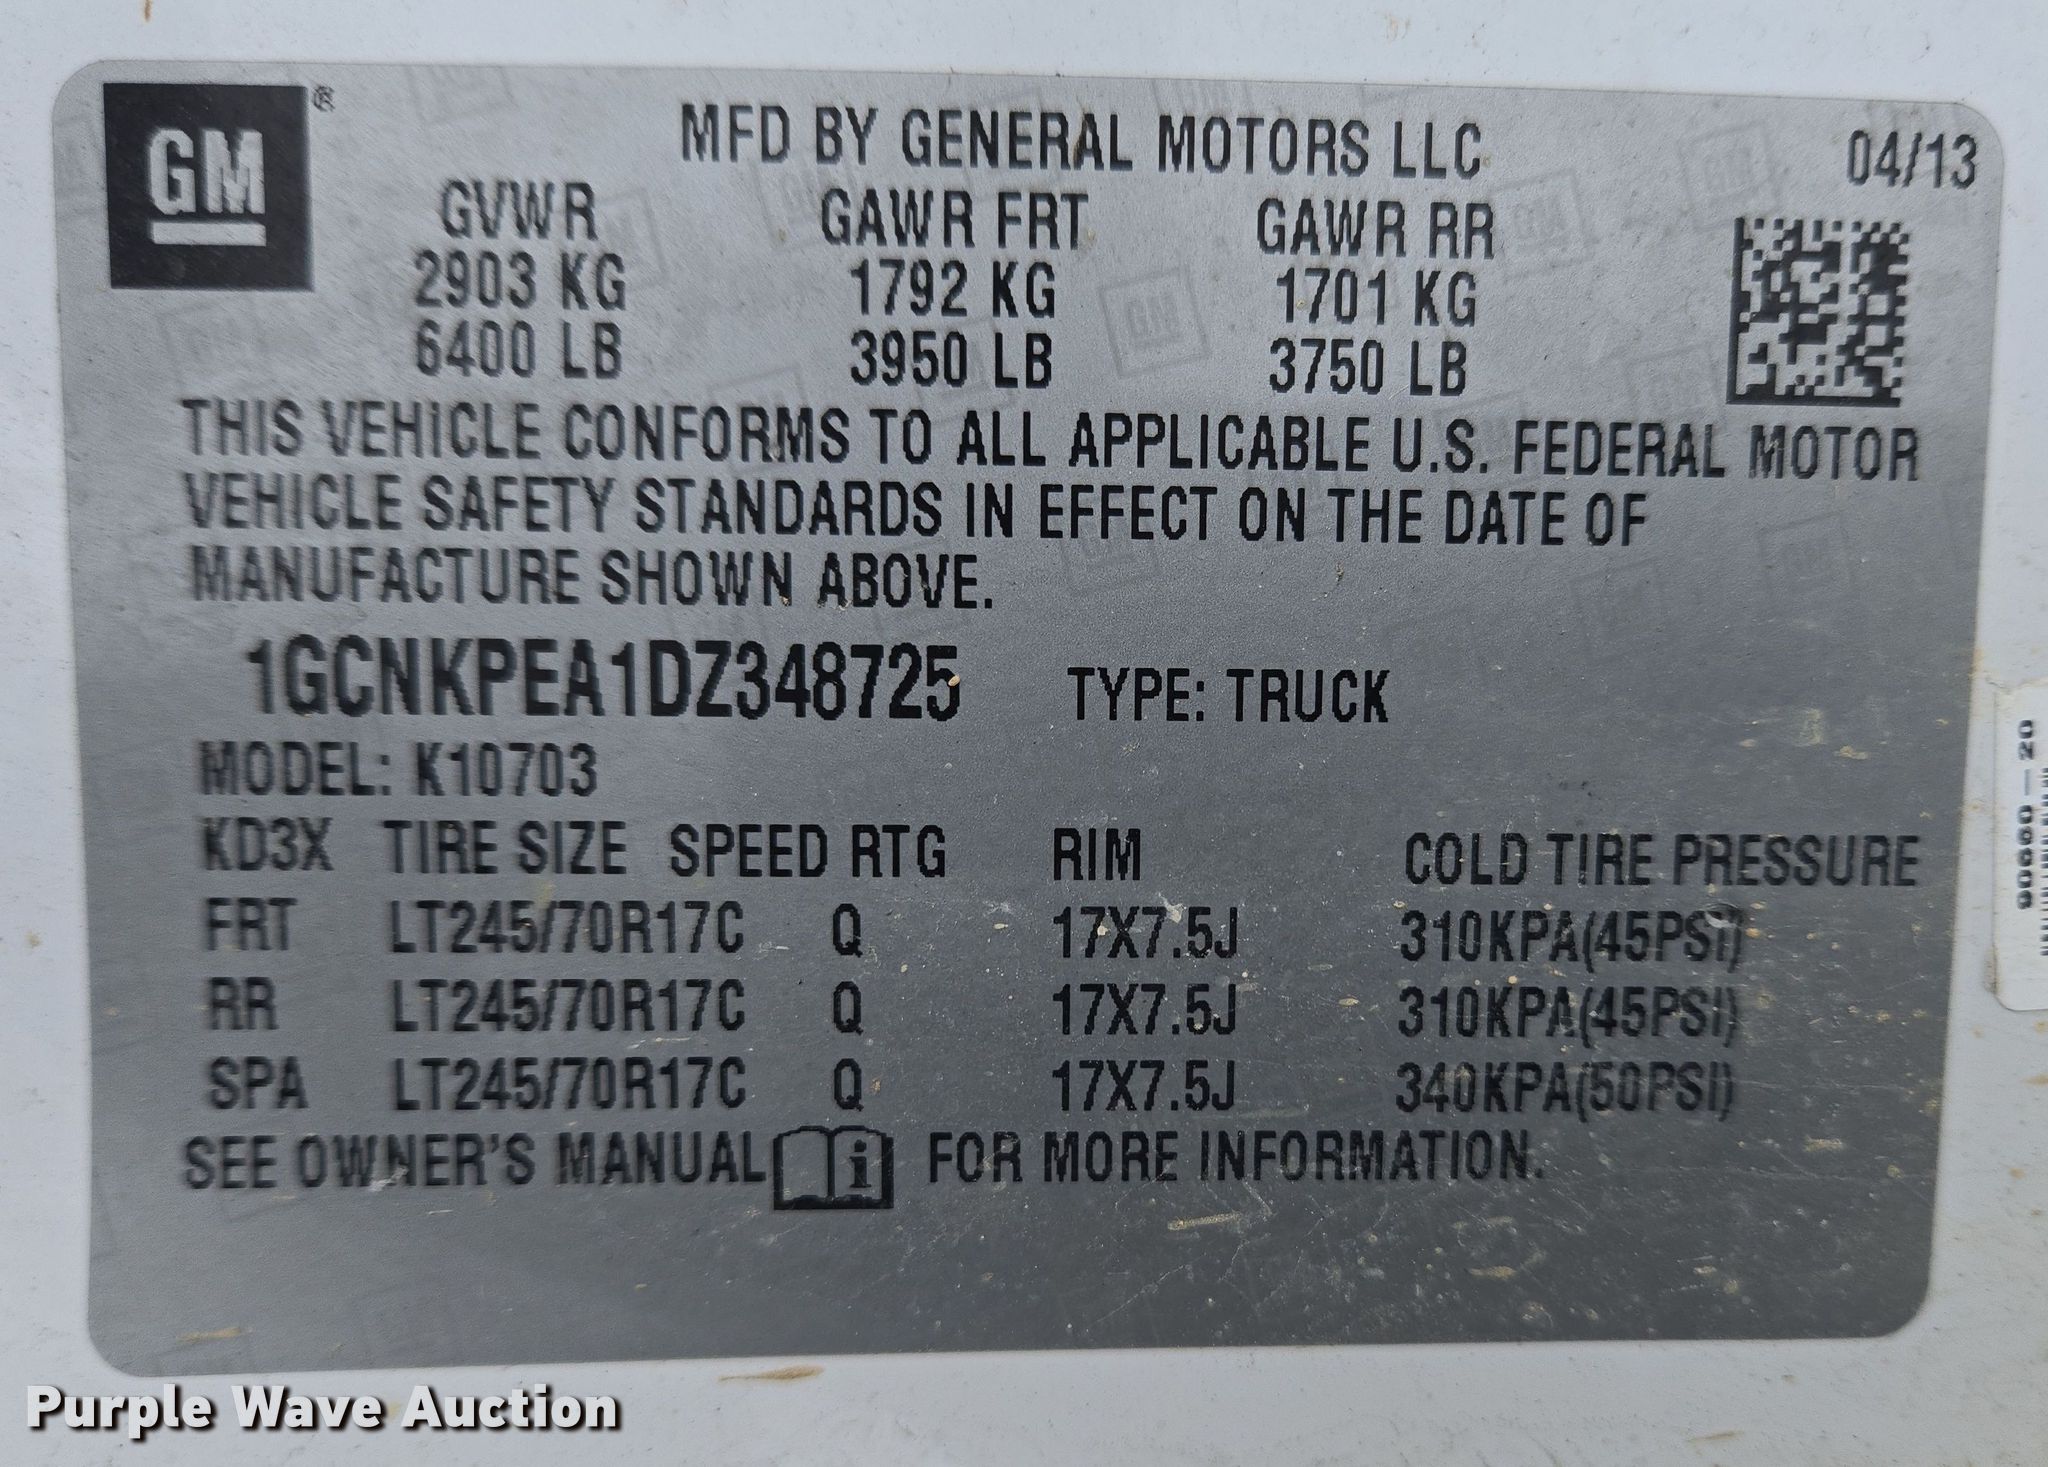 GM ®
MFD BY GENERAL MOTORS LLC 04/13
GVWR GAWR FRT GAWR RR
2903 KG 1792 KG 1701 KG
6400 LB 3950 LB 3750 LB
THIS VEHICLE CONFORMS TO ALL APPLICABLE U.S. FEDERAL MOTOR
VEHICLE SAFETY STANDARDS IN EFFECT ON THE DATE OF
MANUFACTURE SHOWN ABOVE.
1GCNKPEA1DZ348725 TYPE: TRUCK
MODEL: K10703
KD3X TIRE SIZE SPEED RTG RIM COLD TIRE PRESSURE
FRT LT245/70R17C Q 17X7.5J 310KPA(45PSI)
RR LT245/70R17C Q 17X7.5J 310KPA(45PSI)
SPA LT245/70R17C Q 17X7.5J 340KPA(50PSI)
SEE OWNER'S MANUAL i FOR MORE INFORMATION.
Purple Wave Auction